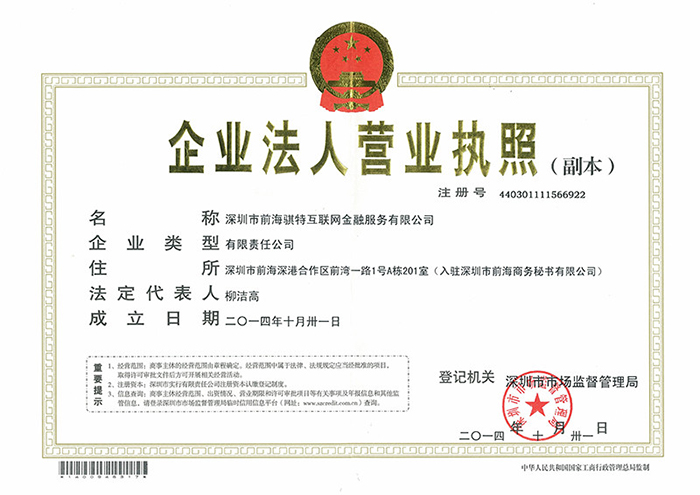 企业法人营业执照（副本）
注册号 440301111566922
名称 深圳市前海骐特互联网金融服务有限公司
企业类型 有限责任公司
住所 深圳市前海深港合作区前湾一路1号A栋201室（入驻深圳市前海商务秘书有限公司）
法定代表人 柳洁高
成立日期 二〇一四年十月卅一日
重要提示
1、经营范围：商事主体的经营范围由章程确定。经营范围中属于法律、法规规定应当经批准的项目，
取得许可审批文件后方可开展相关经营活动。
2、注册资本：深圳市实行有限责任公司注册资本认缴登记制度。
3、信息查询：商事主体经营范围、出资情况、营业期限和许可审批项目等有关事项及年报信息和其他监
管信息，请登录深圳市市场监督管理局临时信用信息平台（网址：www.szcredit.com.cn）查询。
登记机关 深圳市市场监督管理局
二〇一四年十月卅一日
中华人民共和国国家工商行政管理总局监制